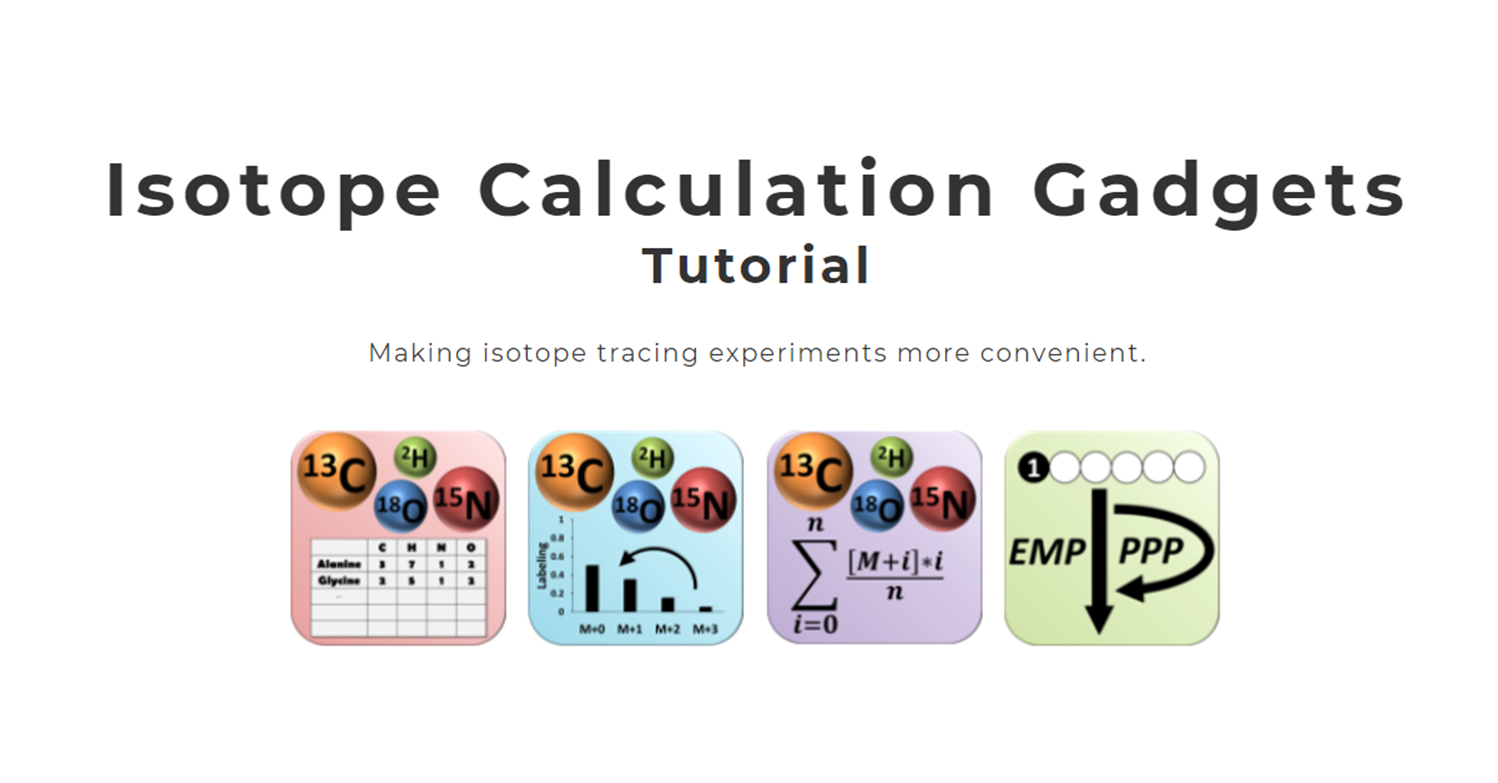 Isotope Calculation Gadgets
Tutorial
Making isotope tracing experiments more convenient.
13C 2H 18O 15N
C H N O
Alanine 3 7 1 2
Glycine 2 5 1 2
...
13C 2H 18O 15N
Labeling
1
0.8
0.6
0.4
0.2
0
M+0 M+1 M+2 M+3
13C 2H 18O 15N
n
∑ [M+i]*i
n
i=0
1
EMP PPP